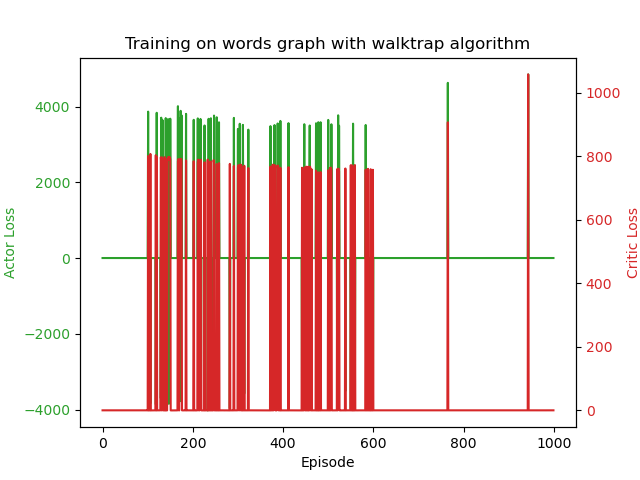 Training on words graph with walktrap algorithm
4000
2000
0
−2000
−4000
Actor Loss
1000
800
600
400
200
0
Critic Loss
0 200 400 600 800 1000
Episode